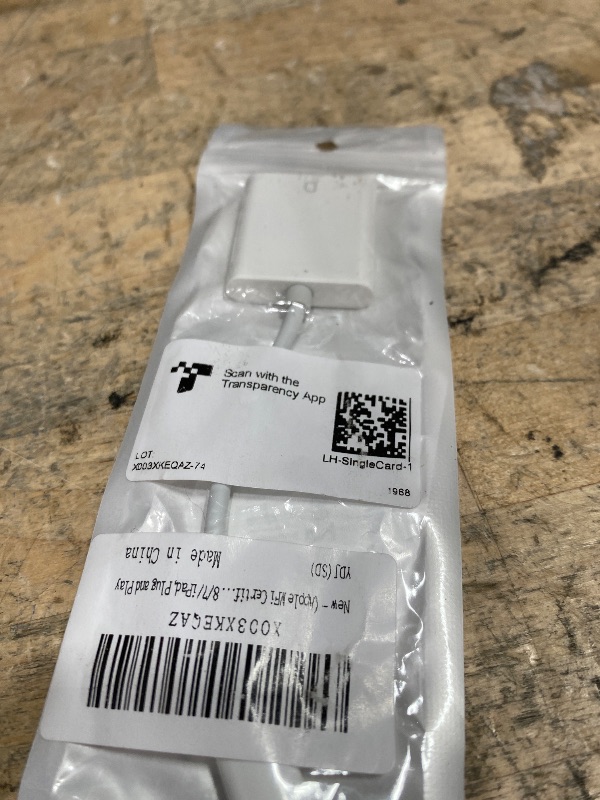 Scan with the
Transparency App
LOT:
X003XKEQAZ-74
LH-SingleCard-1
1968
X003XKEQAZ
New - (Apple MFi Certif... 8/7/iPad, Plug and Play
YDJ(SD)
Made in China